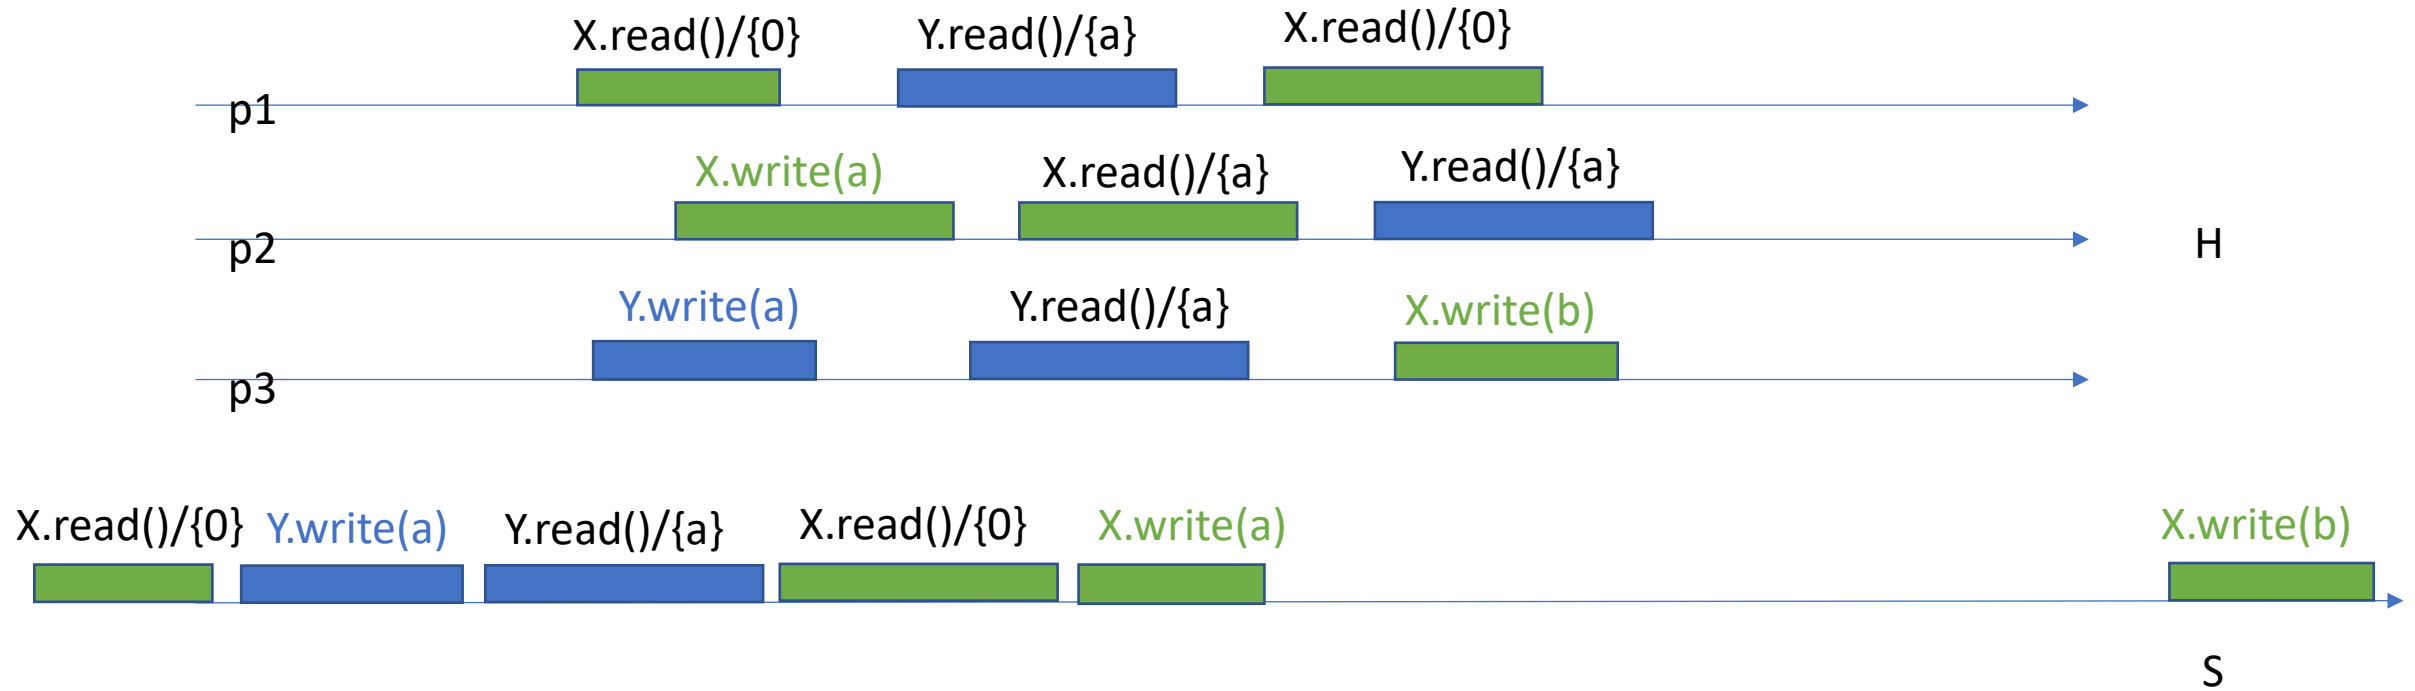 X.read()/{0} Y.read()/{a} X.read()/{0}
p1
X.write(a) X.read()/{a} Y.read()/{a}
p2 H
Y.write(a) Y.read()/{a} X.write(b)
p3
X.read()/{0} Y.write(a) Y.read()/{a} X.read()/{0} X.write(a) X.write(b)
S